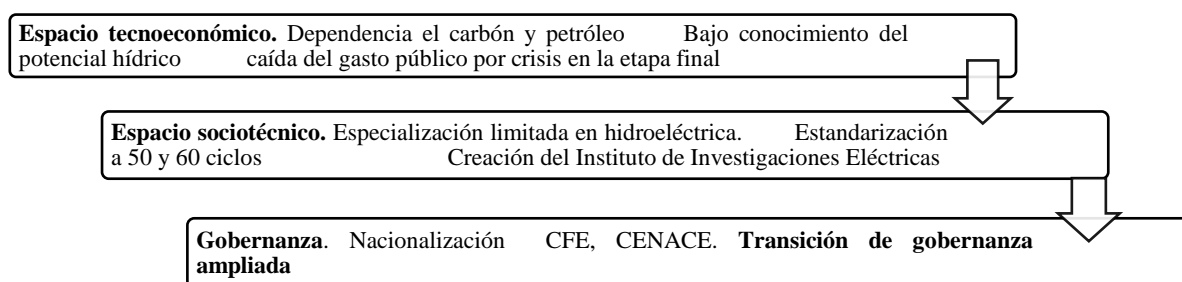 Espacio tecnoeconómico. Dependencia el carbón y petróleo Bajo conocimiento del
potencial hídrico caída del gasto público por crisis en la etapa final
Espacio sociotécnico. Especialización limitada en hidroeléctrica. Estandarización
a 50 y 60 ciclos Creación del Instituto de Investigaciones Eléctricas
Gobernanza. Nacionalización CFE, CENACE. Transición de gobernanza
ampliada